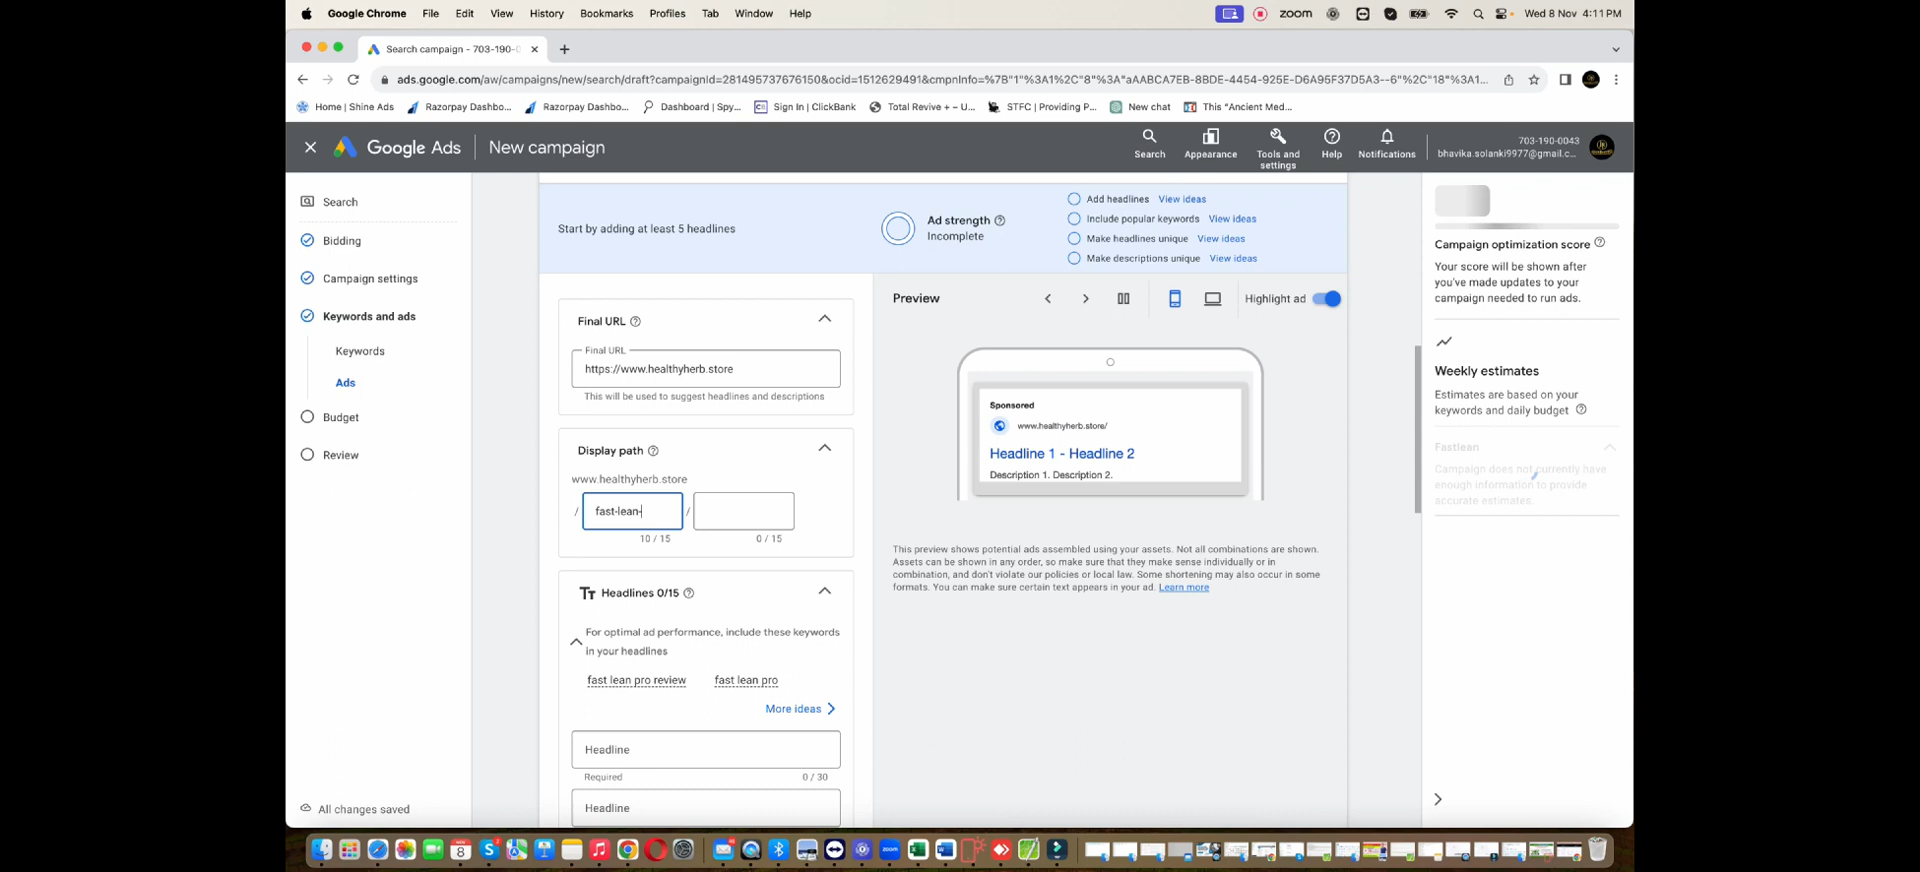 Google Chrome File Edit View History Bookmarks Profiles Tab Window Help
zoom Wed 8 Nov 4:11 PM
Search campaign - 703-190-0
ads.google.com/aw/campaigns/new/search/draft?campaignId=281495737676150&ocid=1512629491&cmpnInfo=%7B"1"%3A1%2C"8"%3A"aAABCA7EB-8BDE-4454-925E-D6A95F37D5A3--6"%2C"18"%3A1...
Home | Shine Ads Razorpay Dashbo... Razorpay Dashbo... Dashboard | Spy... Sign In | ClickBank Total Revive + – U... STFC | Providing P... New chat This "Ancient Med...
Google Ads New campaign
Search Appearance Tools and settings Help Notifications
703-190-0043
bhavika.solanki9977@gmail.c...
Search
Bidding
Campaign settings
Keywords and ads
Keywords
Ads
Budget
Review
All changes saved
Start by adding at least 5 headlines
Ad strength
Incomplete
Add headlines View ideas
Include popular keywords View ideas
Make headlines unique View ideas
Make descriptions unique View ideas
Final URL
Final URL
https://www.healthyherb.store
This will be used to suggest headlines and descriptions
Display path
www.healthyherb.store
/ fast-lean- /
10 / 15 0 / 15
Headlines 0/15
For optimal ad performance, include these keywords
in your headlines
fast lean pro review fast lean pro
More ideas
Headline
Required 0 / 30
Headline
Preview
Highlight ad
Sponsored
www.healthyherb.store/
Headline 1 - Headline 2
Description 1. Description 2.
This preview shows potential ads assembled using your assets. Not all combinations are shown.
Assets can be shown in any order, so make sure that they make sense individually or in
combination, and don't violate our policies or local law. Some shortening may also occur in some
formats. You can make sure certain text appears in your ad. Learn more
Campaign optimization score
Your score will be shown after
you've made updates to your
campaign needed to run ads.
Weekly estimates
Estimates are based on your
keywords and daily budget
Fastlean
Campaign does not currently have
enough information to provide
accurate estimates.